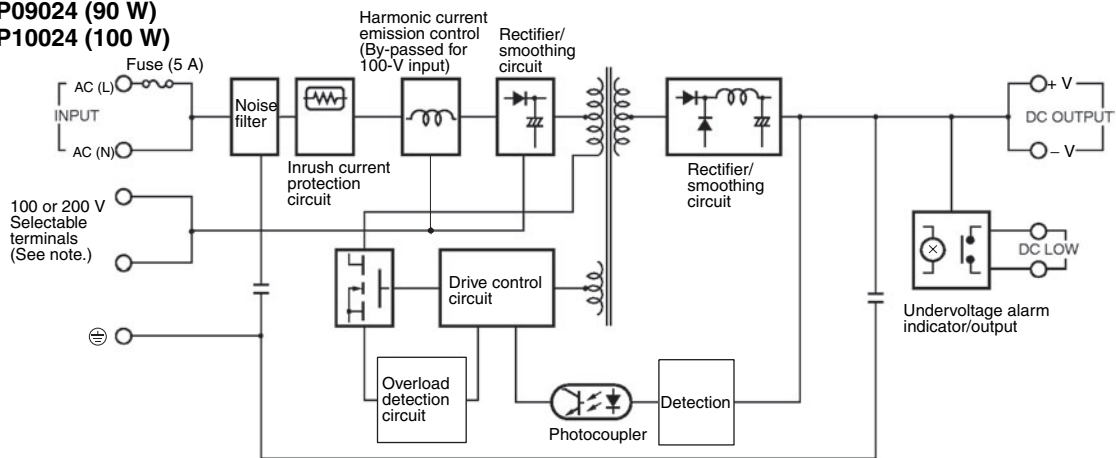 P09024 (90 W)
P10024 (100 W)
Harmonic current
emission control
(By-passed for
100-V input)
Rectifier/
smoothing
circuit
Fuse (5 A)
AC (L)
INPUT
AC (N)
Noise
filter
Inrush current
protection
circuit
Rectifier/
smoothing
circuit
+ V
DC OUTPUT
– V
100 or 200 V
Selectable
terminals
(See note.)
DC LOW
Drive control
circuit
Undervoltage alarm
indicator/output
Overload
detection
circuit
Photocoupler
Detection